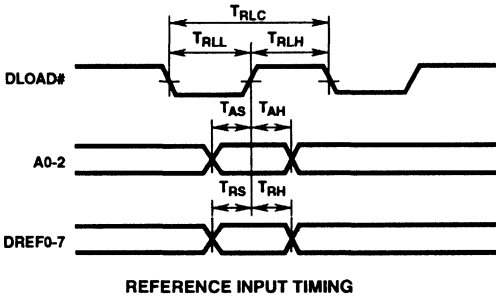 TRLC
TRLL TRLH
DLOAD#
TAS TAH
A0-2
TRS TRH
DREF0-7
REFERENCE INPUT TIMING